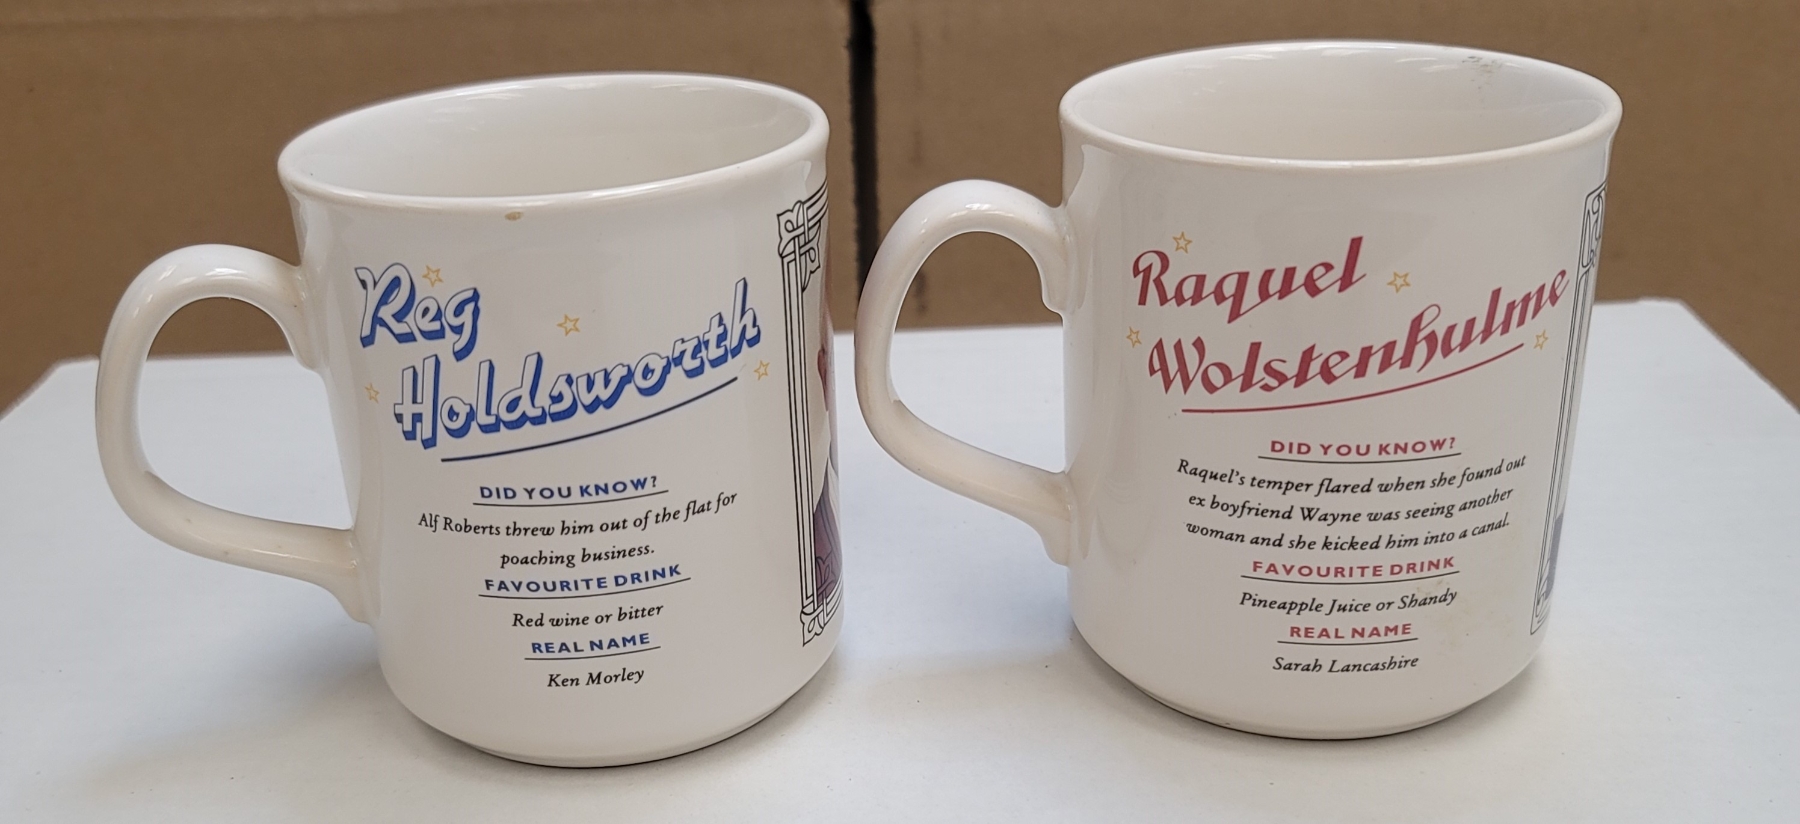 Reg
Holdsworth
DID YOU KNOW?
Alf Roberts threw him out of the flat for
poaching business.
FAVOURITE DRINK
Red wine or bitter
REAL NAME
Ken Morley
Raquel
Wolstenhulme
DID YOU KNOW?
Raquel's temper flared when she found out
ex boyfriend Wayne was seeing another
woman and she kicked him into a canal.
FAVOURITE DRINK
Pineapple Juice or Shandy
REAL NAME
Sarah Lancashire